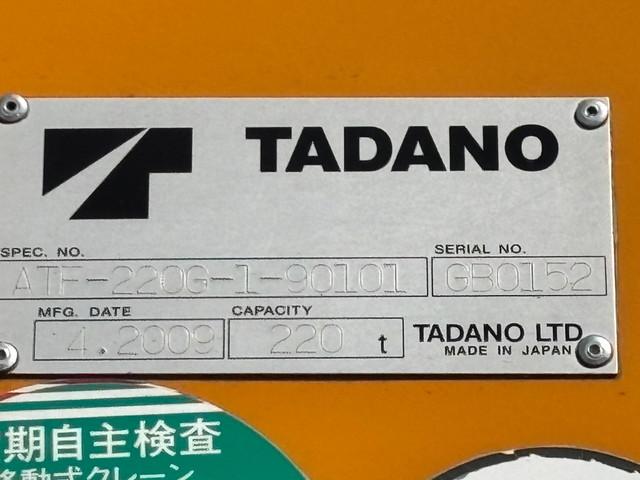 TADANO
SPEC. NO.
ATF-220G-1-90101
SERIAL NO.
GB0152
MFG. DATE
4.2009
CAPACITY
220 t
TADANO LTD
MADE IN JAPAN
期自主検査
移動式クレーン